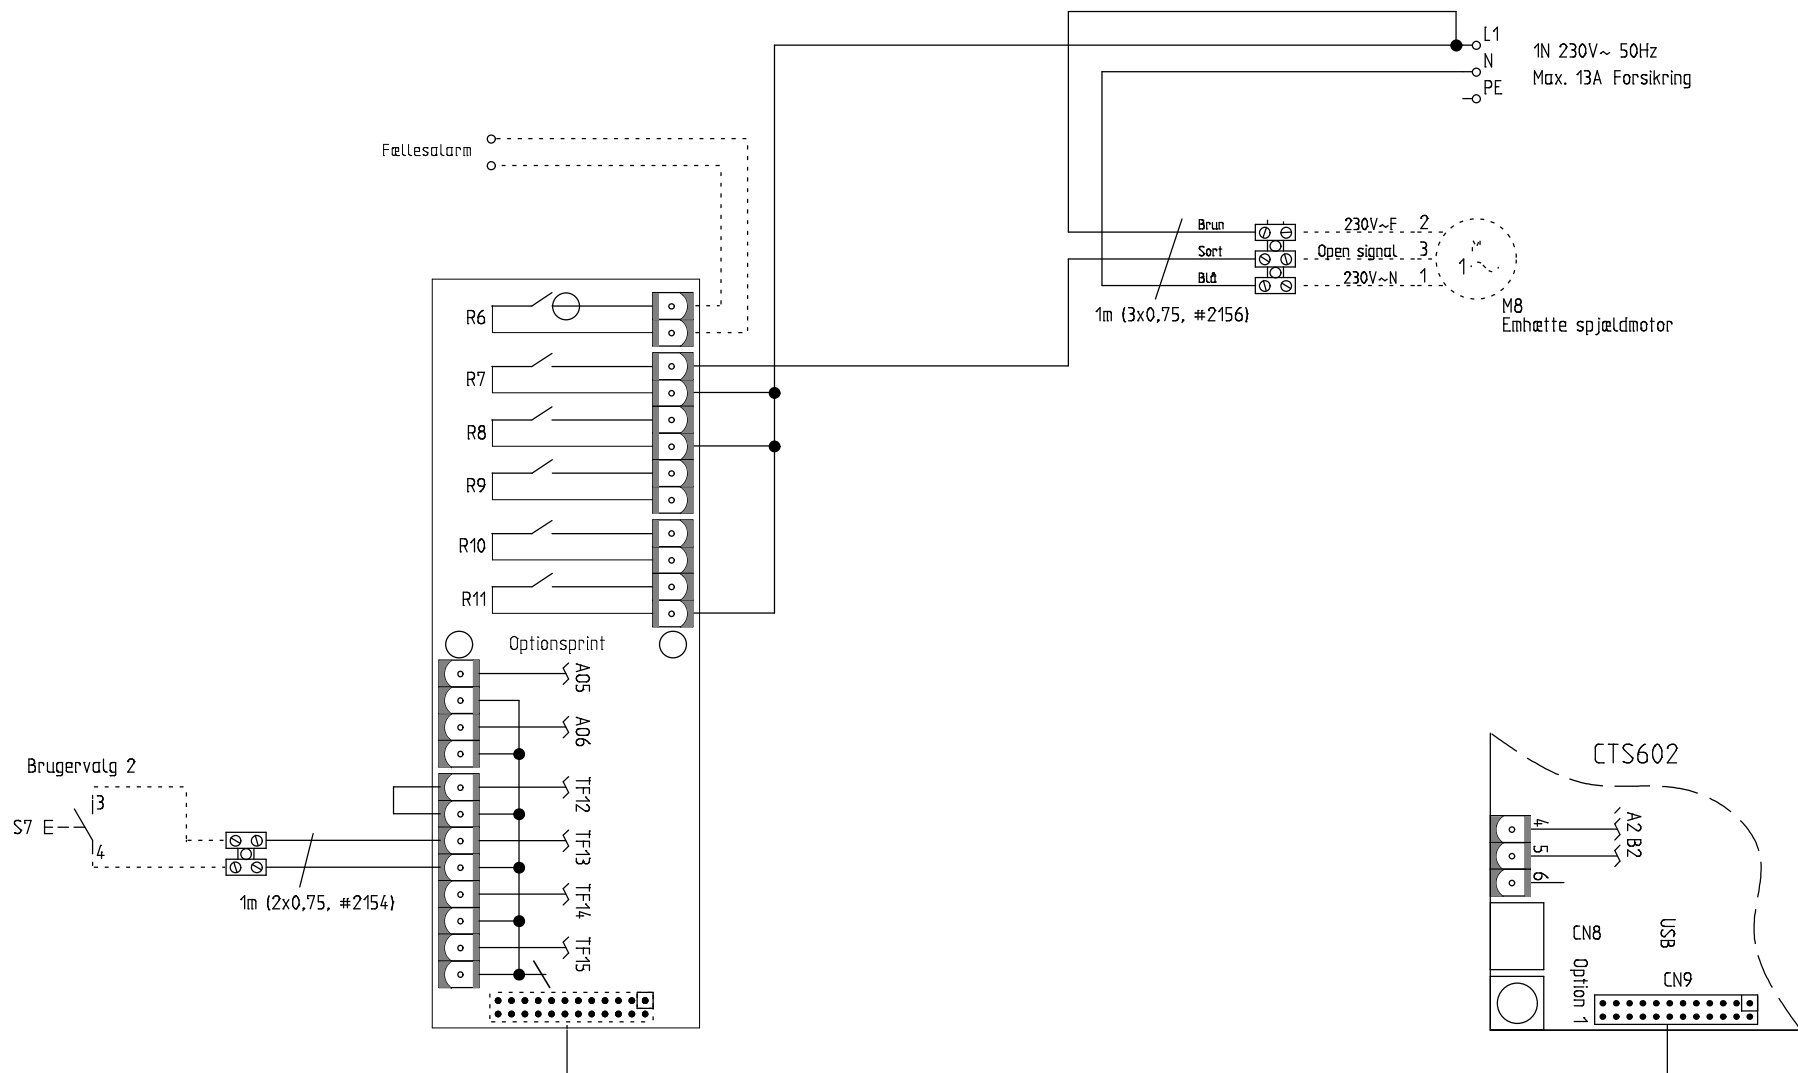 L1
N
PE
1N 230V~ 50Hz
Max. 13A Forsikring
Fællesalarm
Brun
Sort
Blå
230V~F 2
Open signal 3
230V~N 1
1
M8
Emhætte spjældmotor
1m (3x0,75, #2156)
R6
R7
R8
R9
R10
R11
Optionsprint
A05
A06
TF12
TF13
TF14
TF15
Brugervalg 2
3
S7 E
4
1m (2x0,75, #2154)
CTS602
4
5
6
A2 B2
CN8
USB
Option 1
CN9